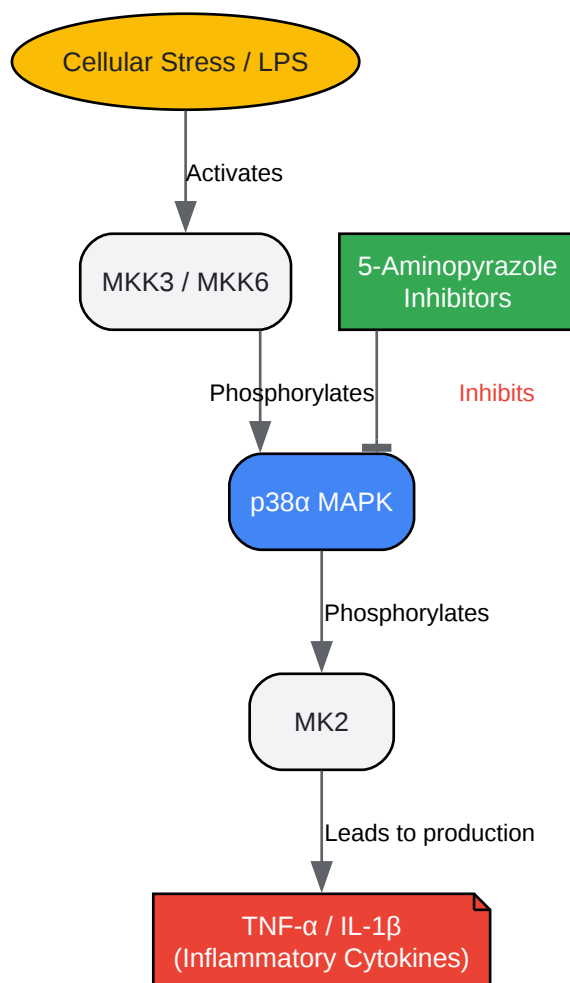 Cellular Stress / LPS
Activates
MKK3 / MKK6
5-Aminopyrazole
Inhibitors
Phosphorylates
Inhibits
p38α MAPK
Phosphorylates
MK2
Leads to production
TNF-α / IL-1β
(Inflammatory Cytokines)